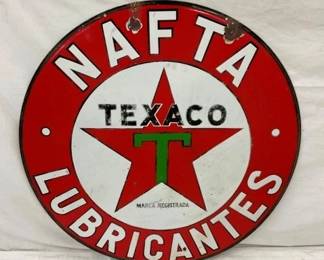 NAFTA
TEXACO
T
MARCA REGISTRADA
LUBRICANTES